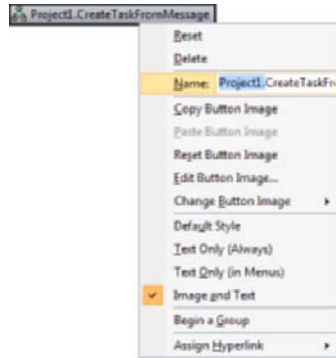 Project1.CreateTaskFromMessage
Reset
Delete
Name: Project1.CreateTaskFr
Copy Button Image
Paste Button Image
Reset Button Image
Edit Button Image...
Change Button Image
Default Style
Text Only (Always)
Text Only (in Menus)
Image and Text
Begin a Group
Assign Hyperlink